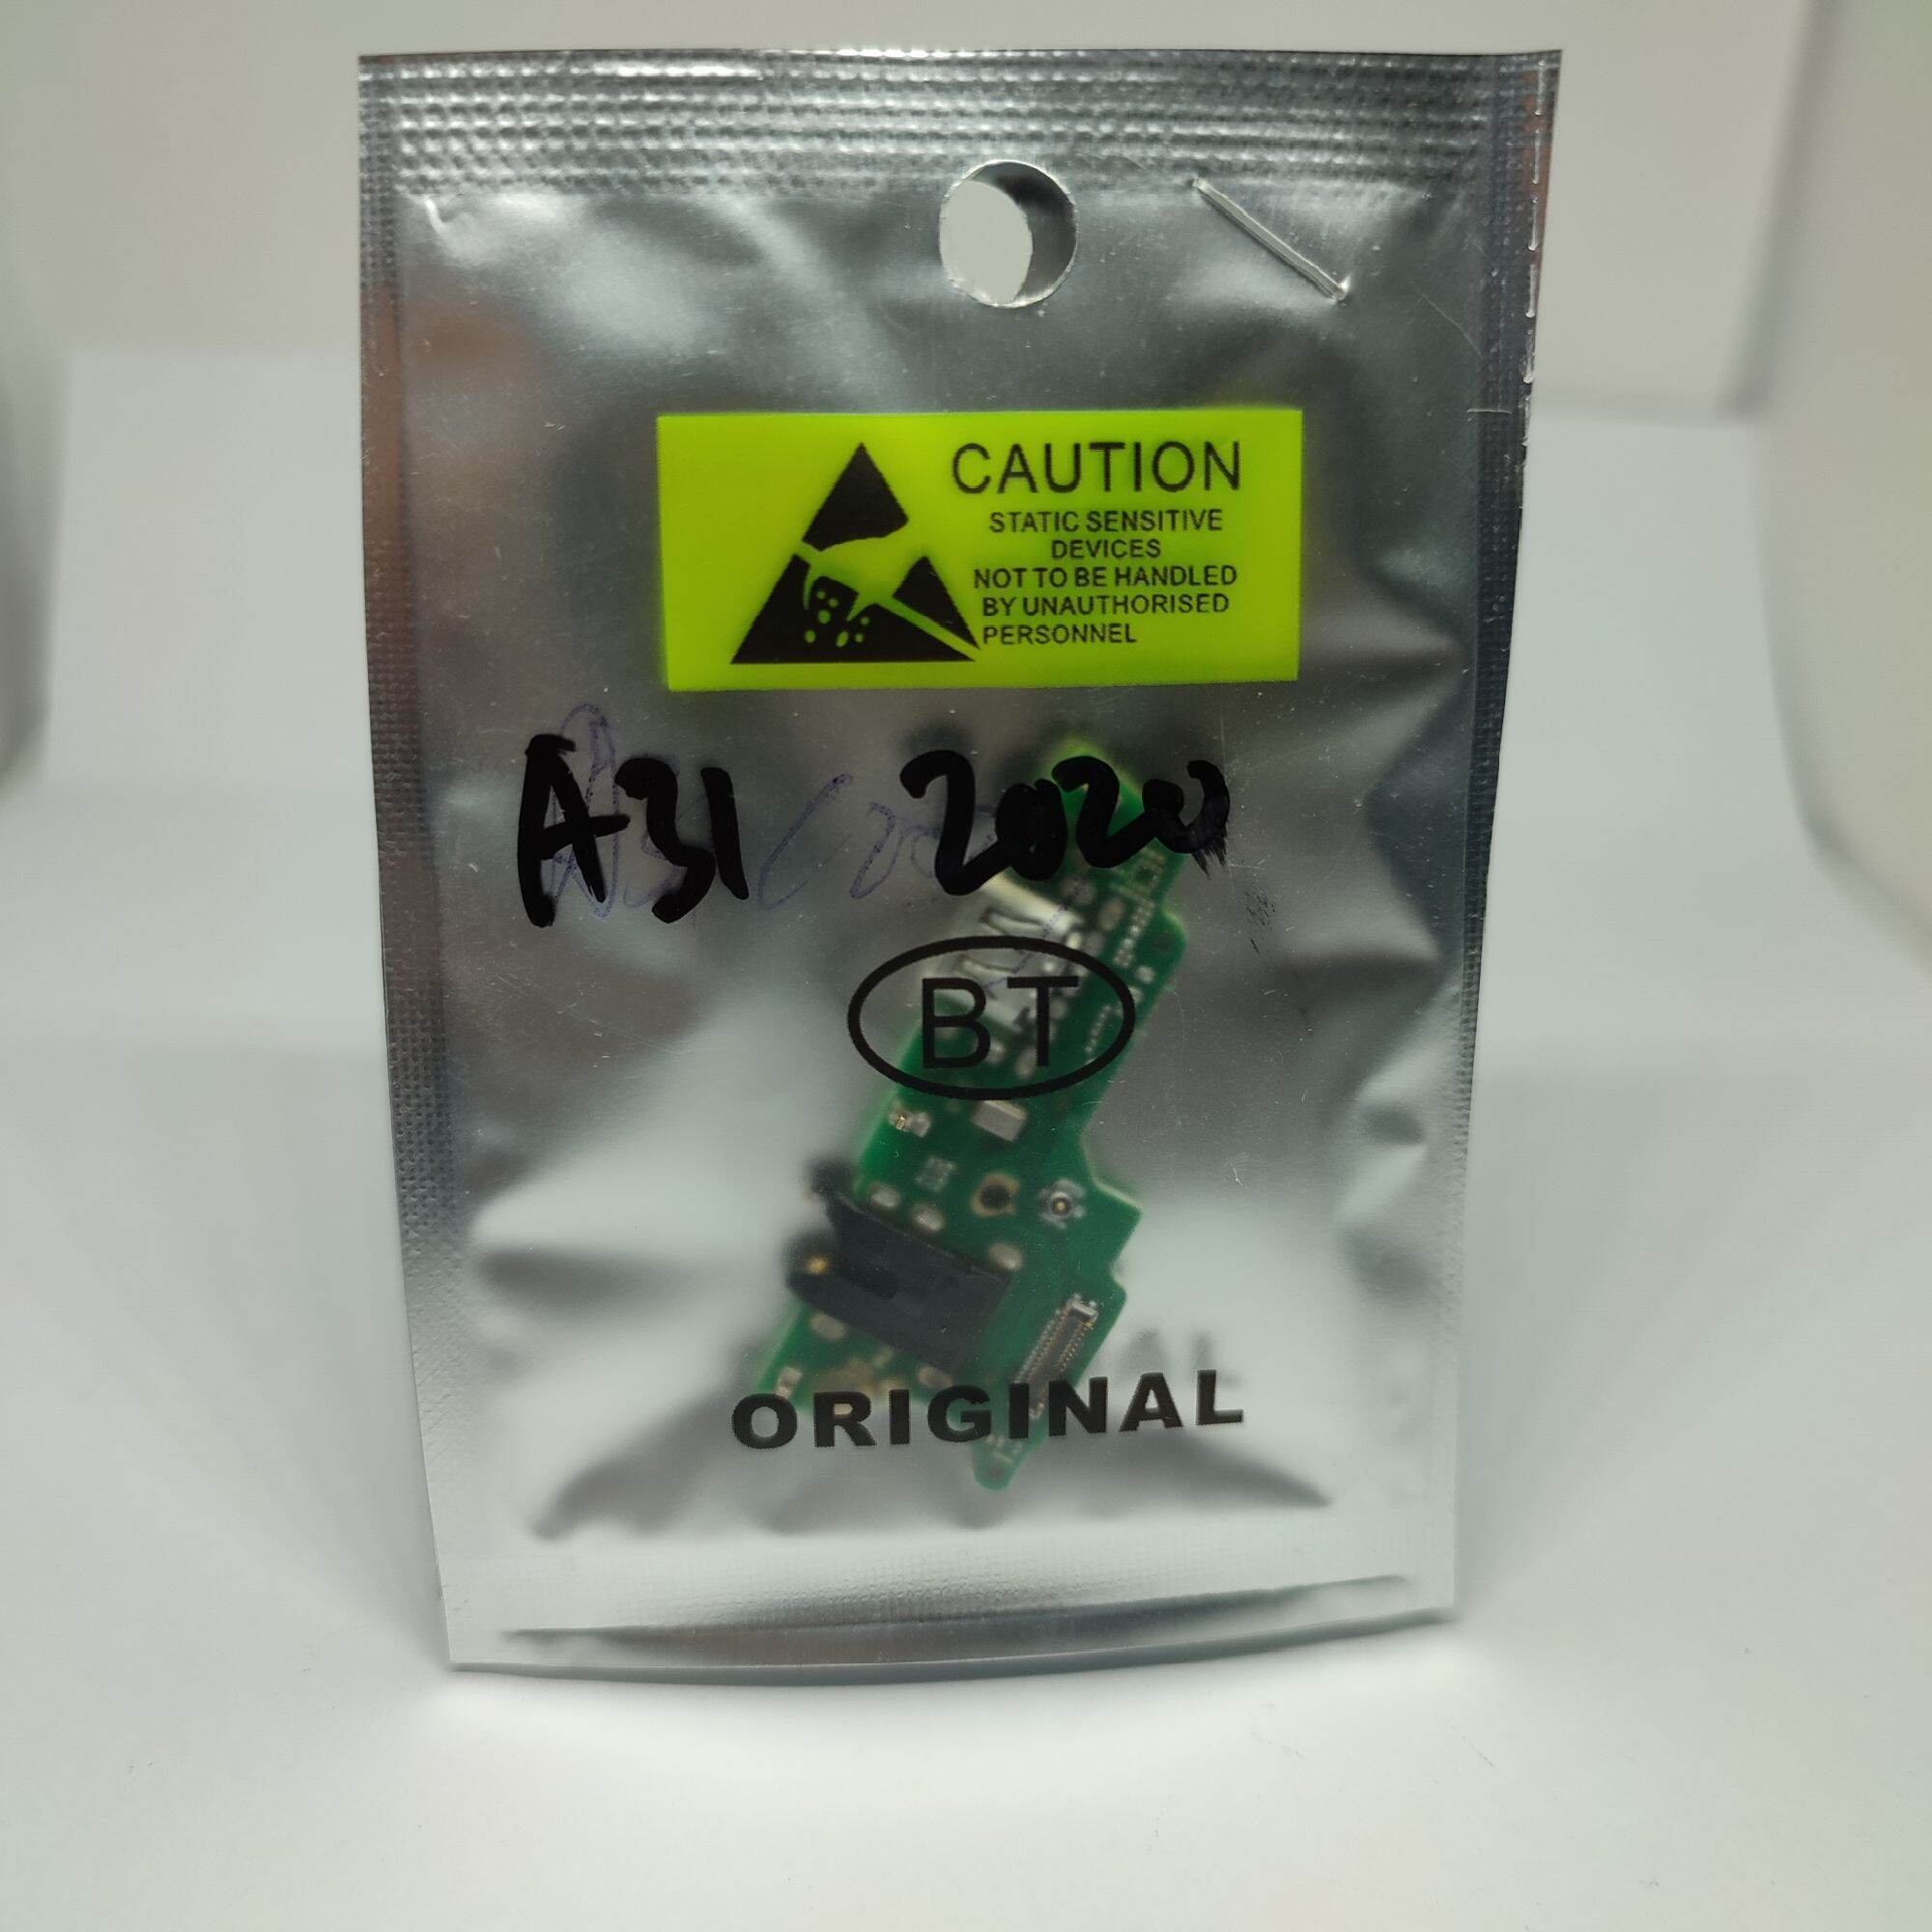 CAUTION
STATIC SENSITIVE
DEVICES
NOT TO BE HANDLED
BY UNAUTHORISED
PERSONNEL
A31 2020
BT
ORIGINAL